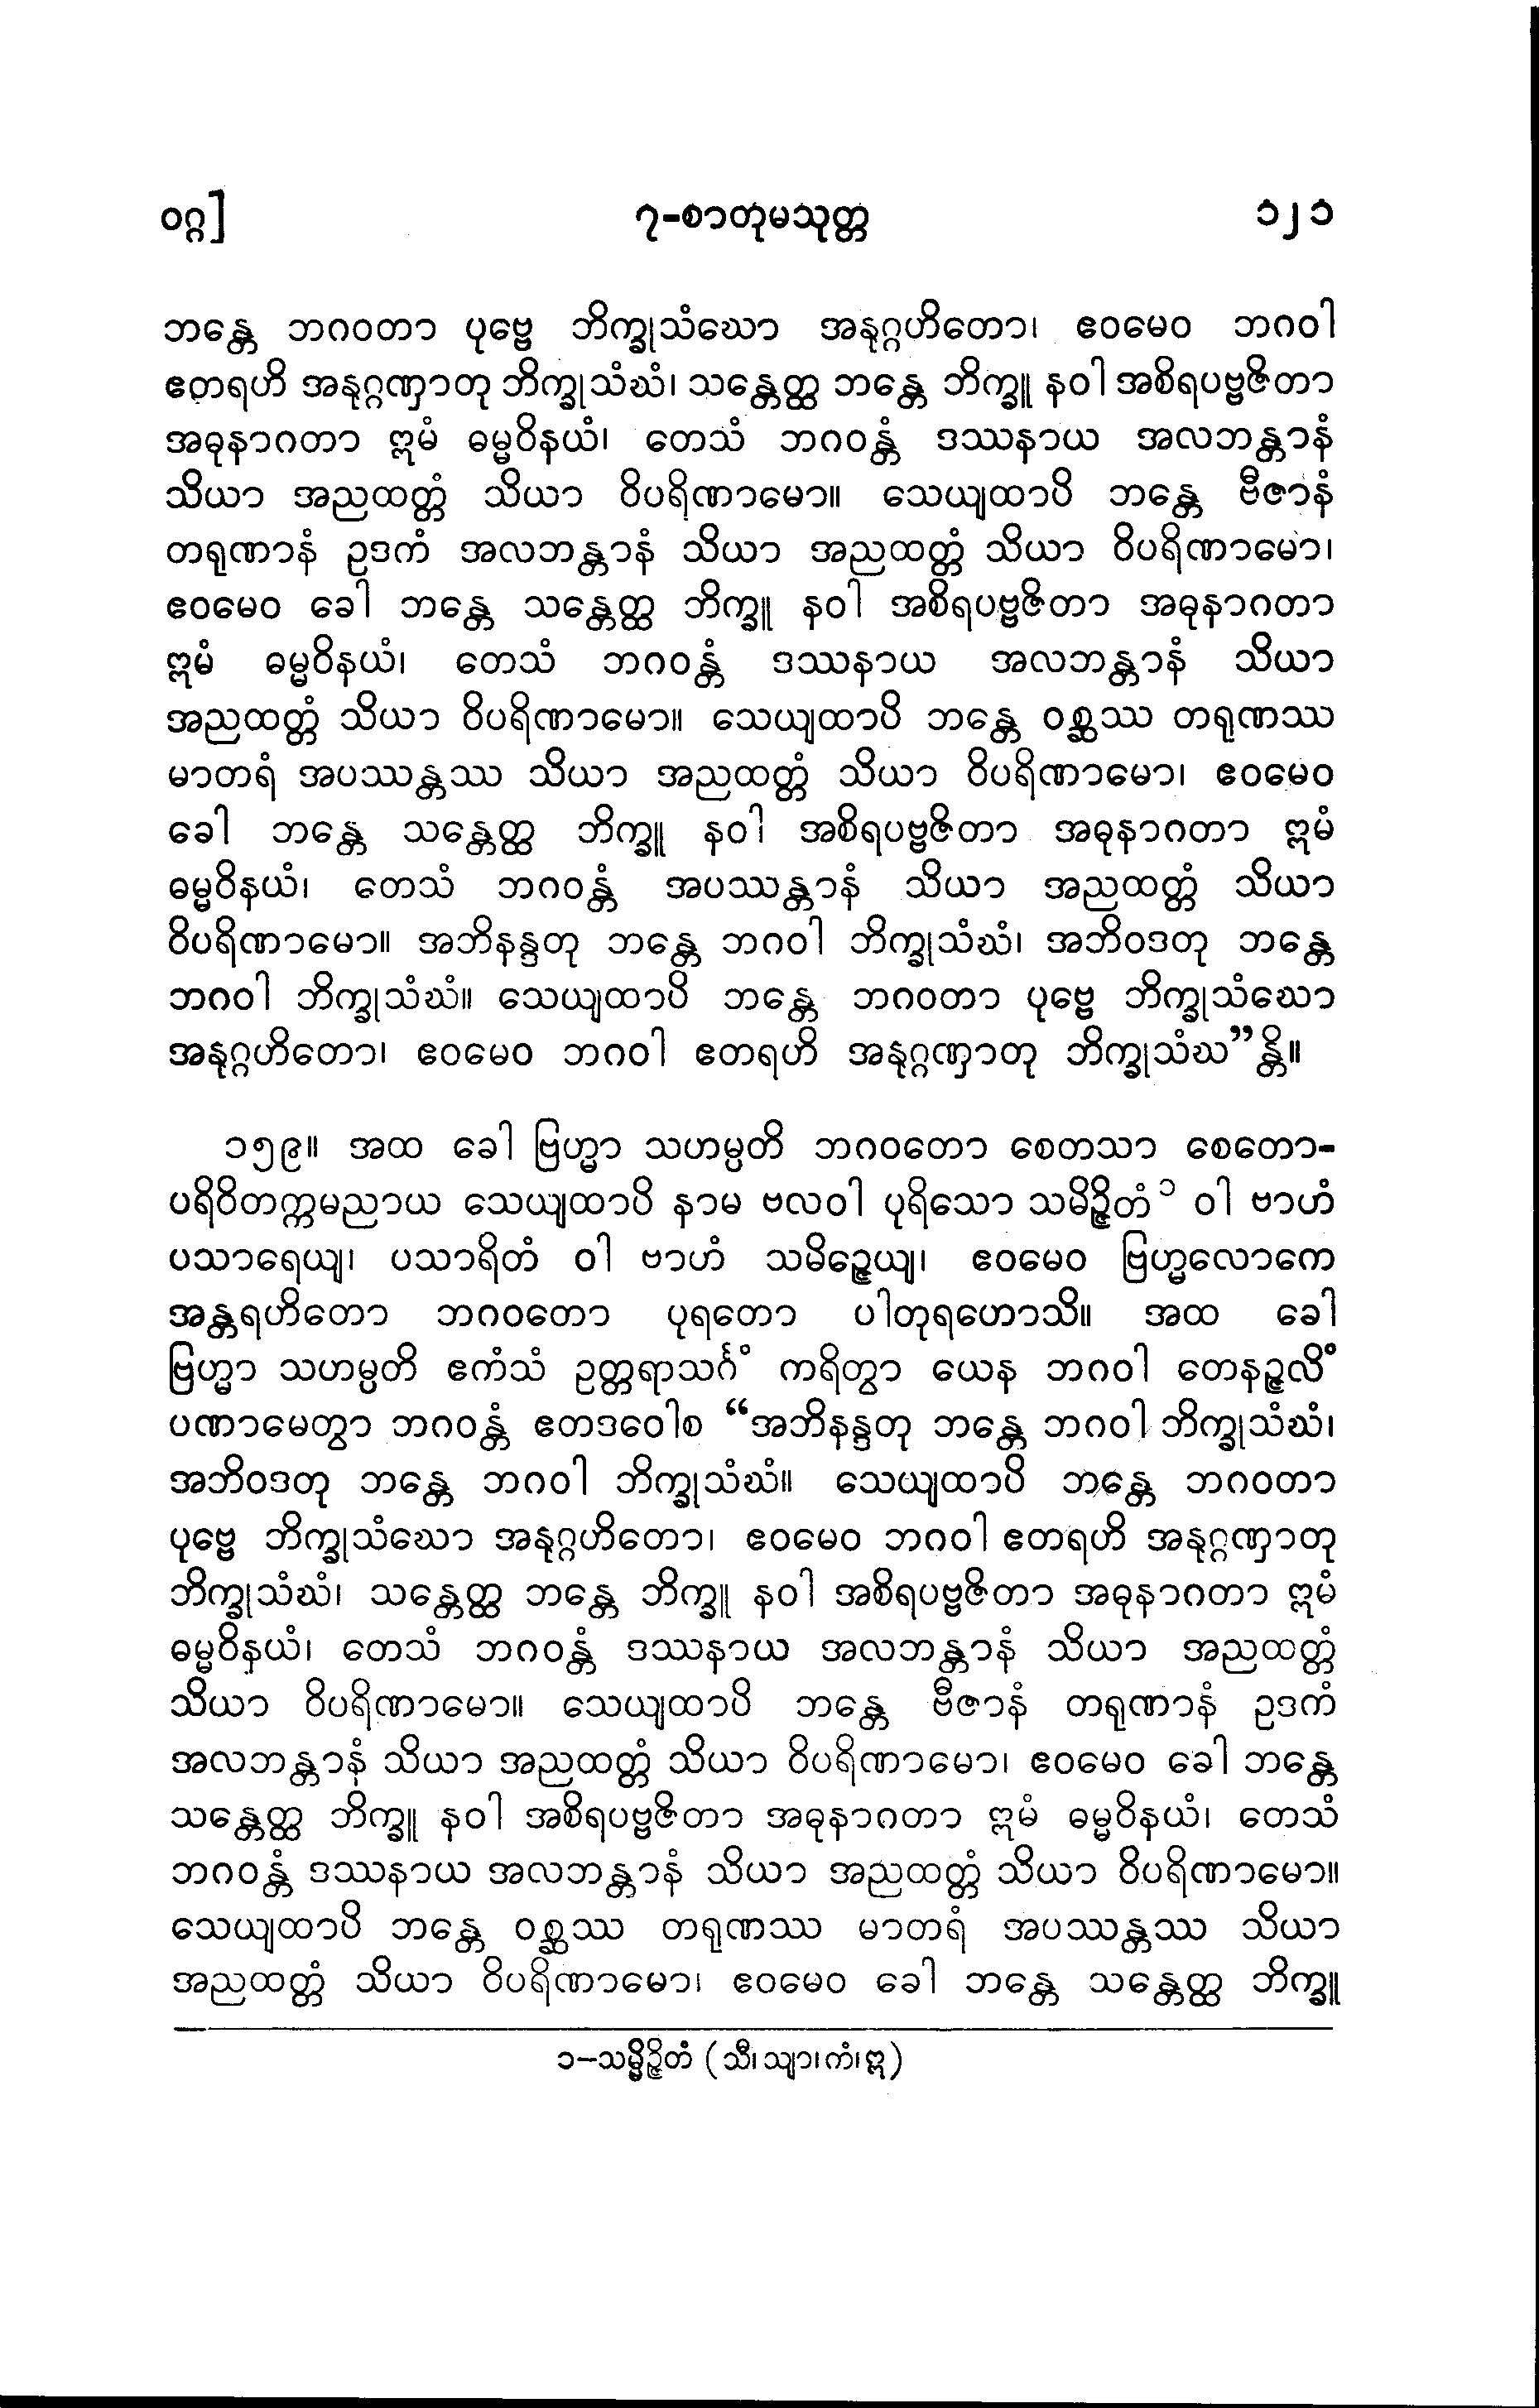 ဝဂ္ဂ] ၇-စာတုမသုတ္တ ၁၂၁
ဘန္တေ ဘဂဝတာ ပုဗ္ဗေ ဘိက္ခုသံဃော အနုဂ္ဂဟိတော၊ ဧဝမေဝ ဘဂဝါ
ဧတရဟိ အနုဂ္ဂဏှာတု ဘိက္ခုသံဃံ၊ သန္တေတ္ထ ဘန္တေ ဘိက္ခူ နဝါ အစိရပဗ္ဗဇိတာ
အဓုနာဂတာ ဣမံ ဓမ္မဝိနယံ၊ တေသံ ဘဂဝန္တံ ဒဿနာယ အလဘန္တာနံ
သိယာ အညထတ္တံ သိယာ ဝိပရိဏာမော။ သေယျထာပိ ဘန္တေ ဗီဇာနံ
တရုဏာနံ ဥဒကံ အလဘန္တာနံ သိယာ အညထတ္တံ သိယာ ဝိပရိဏာမော၊
ဧဝမေဝ ခေါ ဘန္တေ သန္တေတ္ထ ဘိက္ခူ နဝါ အစိရပဗ္ဗဇိတာ အဓုနာဂတာ
ဣမံ ဓမ္မဝိနယံ၊ တေသံ ဘဂဝန္တံ ဒဿနာယ အလဘန္တာနံ သိယာ
အညထတ္တံ သိယာ ဝိပရိဏာမော။ သေယျထာပိ ဘန္တေ ဝစ္ဆဿ တရုဏဿ
မာတရံ အပဿန္တဿ သိယာ အညထတ္တံ သိယာ ဝိပရိဏာမော၊ ဧဝမေဝ
ခေါ ဘန္တေ သန္တေတ္ထ ဘိက္ခူ နဝါ အစိရပဗ္ဗဇိတာ အဓုနာဂတာ ဣမံ
ဓမ္မဝိနယံ၊ တေသံ ဘဂဝန္တံ အပဿန္တာနံ သိယာ အညထတ္တံ သိယာ
ဝိပရိဏာမော။ အဘိနန္ဒတု ဘန္တေ ဘဂဝါ ဘိက္ခုသံဃံ၊ အဘိဝဒတု ဘန္တေ
ဘဂဝါ ဘိက္ခုသံဃံ။ သေယျထာပိ ဘန္တေ ဘဂဝတာ ပုဗ္ဗေ ဘိက္ခုသံဃော
အနုဂ္ဂဟိတော၊ ဧဝမေဝ ဘဂဝါ ဧတရဟိ အနုဂ္ဂဏှာတု ဘိက္ခုသံဃ”န္တိ။
၁၅၉။ အထ ခေါ ဗြဟ္မာ သဟမ္ပတိ ဘဂဝတော စေတသာ စေတော-
ပရိဝိတက္ကမညာယ သေယျထာပိ နာမ ဗလဝါ ပုရိသော သမိဉ္ဇိတံ၁ ဝါ ဗာဟံ
ပသာရေယျ၊ ပသာရိတံ ဝါ ဗာဟံ သမိဉ္ဇေယျ၊ ဧဝမေဝ ဗြဟ္မလောကေ
အန္တရဟိတော ဘဂဝတော ပုရတော ပါတုရဟောသိ။ အထ ခေါ
ဗြဟ္မာ သဟမ္ပတိ ဧကံသံ ဥတ္တရာသင်္ဂံ ကရိတွာ ယေန ဘဂဝါ တေနဉ္ဇလိံ
ပဏာမေတွာ ဘဂဝန္တံ ဧတဒဝေါစ “အဘိနန္ဒတု ဘန္တေ ဘဂဝါ ဘိက္ခုသံဃံ၊
အဘိဝဒတု ဘန္တေ ဘဂဝါ ဘိက္ခုသံဃံ။ သေယျထာပိ ဘန္တေ ဘဂဝတာ
ပုဗ္ဗေ ဘိက္ခုသံဃော အနုဂ္ဂဟိတော၊ ဧဝမေဝ ဘဂဝါ ဧတရဟိ အနုဂ္ဂဏှာတု
ဘိက္ခုသံဃံ၊ သန္တေတ္ထ ဘန္တေ ဘိက္ခူ နဝါ အစိရပဗ္ဗဇိတာ အဓုနာဂတာ ဣမံ
ဓမ္မဝိနယံ၊ တေသံ ဘဂဝန္တံ ဒဿနာယ အလဘန္တာနံ သိယာ အညထတ္တံ
သိယာ ဝိပရိဏာမော။ သေယျထာပိ ဘန္တေ ဗီဇာနံ တရုဏာနံ ဥဒကံ
အလဘန္တာနံ သိယာ အညထတ္တံ သိယာ ဝိပရိဏာမော၊ ဧဝမေဝ ခေါ ဘန္တေ
သန္တေတ္ထ ဘိက္ခူ နဝါ အစိရပဗ္ဗဇိတာ အဓုနာဂတာ ဣမံ ဓမ္မဝိနယံ၊ တေသံ
ဘဂဝန္တံ ဒဿနာယ အလဘန္တာနံ သိယာ အညထတ္တံ သိယာ ဝိပရိဏာမော။
သေယျထာပိ ဘန္တေ ဝစ္ဆဿ တရုဏဿ မာတရံ အပဿန္တဿ သိယာ
အညထတ္တံ သိယာ ဝိပရိဏာမော၊ ဧဝမေဝ ခေါ ဘန္တေ သန္တေတ္ထ ဘိက္ခူ
၁-သမ္မိဉ္ဇိတံ (သီ၊ သျာ၊ ကံ၊ ဣ)